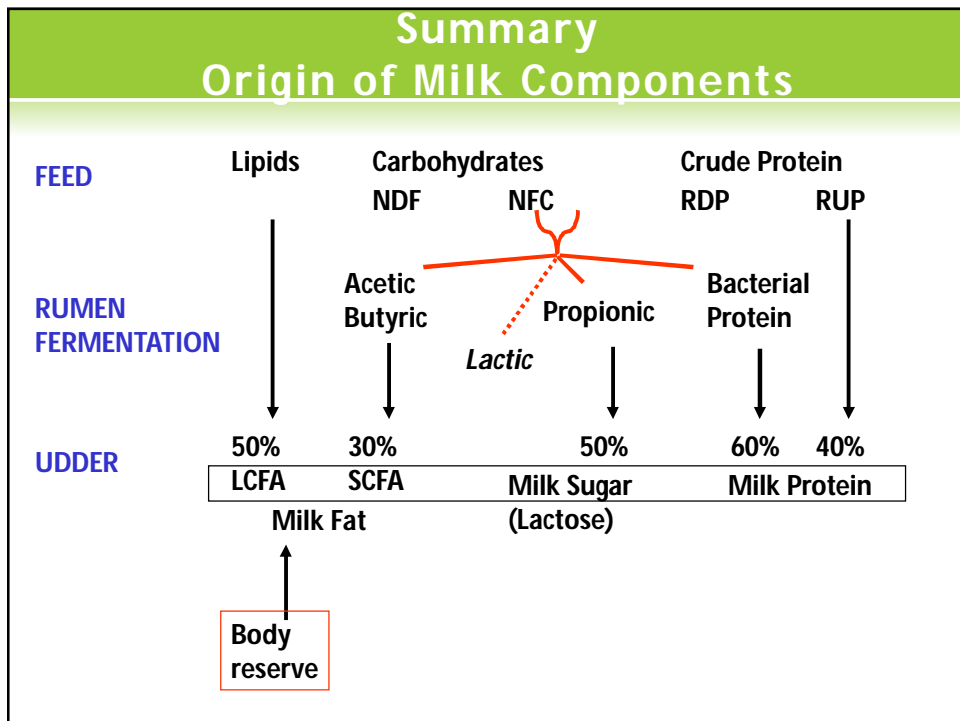 Summary
Origin of Milk Components
FEED
Lipids
Carbohydrates
NDF NFC
Crude Protein
RDP RUP
RUMEN
FERMENTATION
Acetic
Butyric
Lactic
Propionic
Bacterial
Protein
UDDER
50% 30% 50% 60% 40%
LCFA SCFA Milk Sugar Milk Protein
Milk Fat (Lactose)
Body
reserve